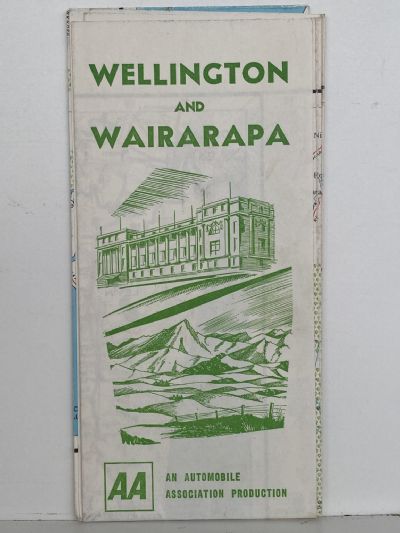 WELLINGTON
AND
WAIRARAPA
AA
AN AUTOMOBILE
ASSOCIATION PRODUCTION